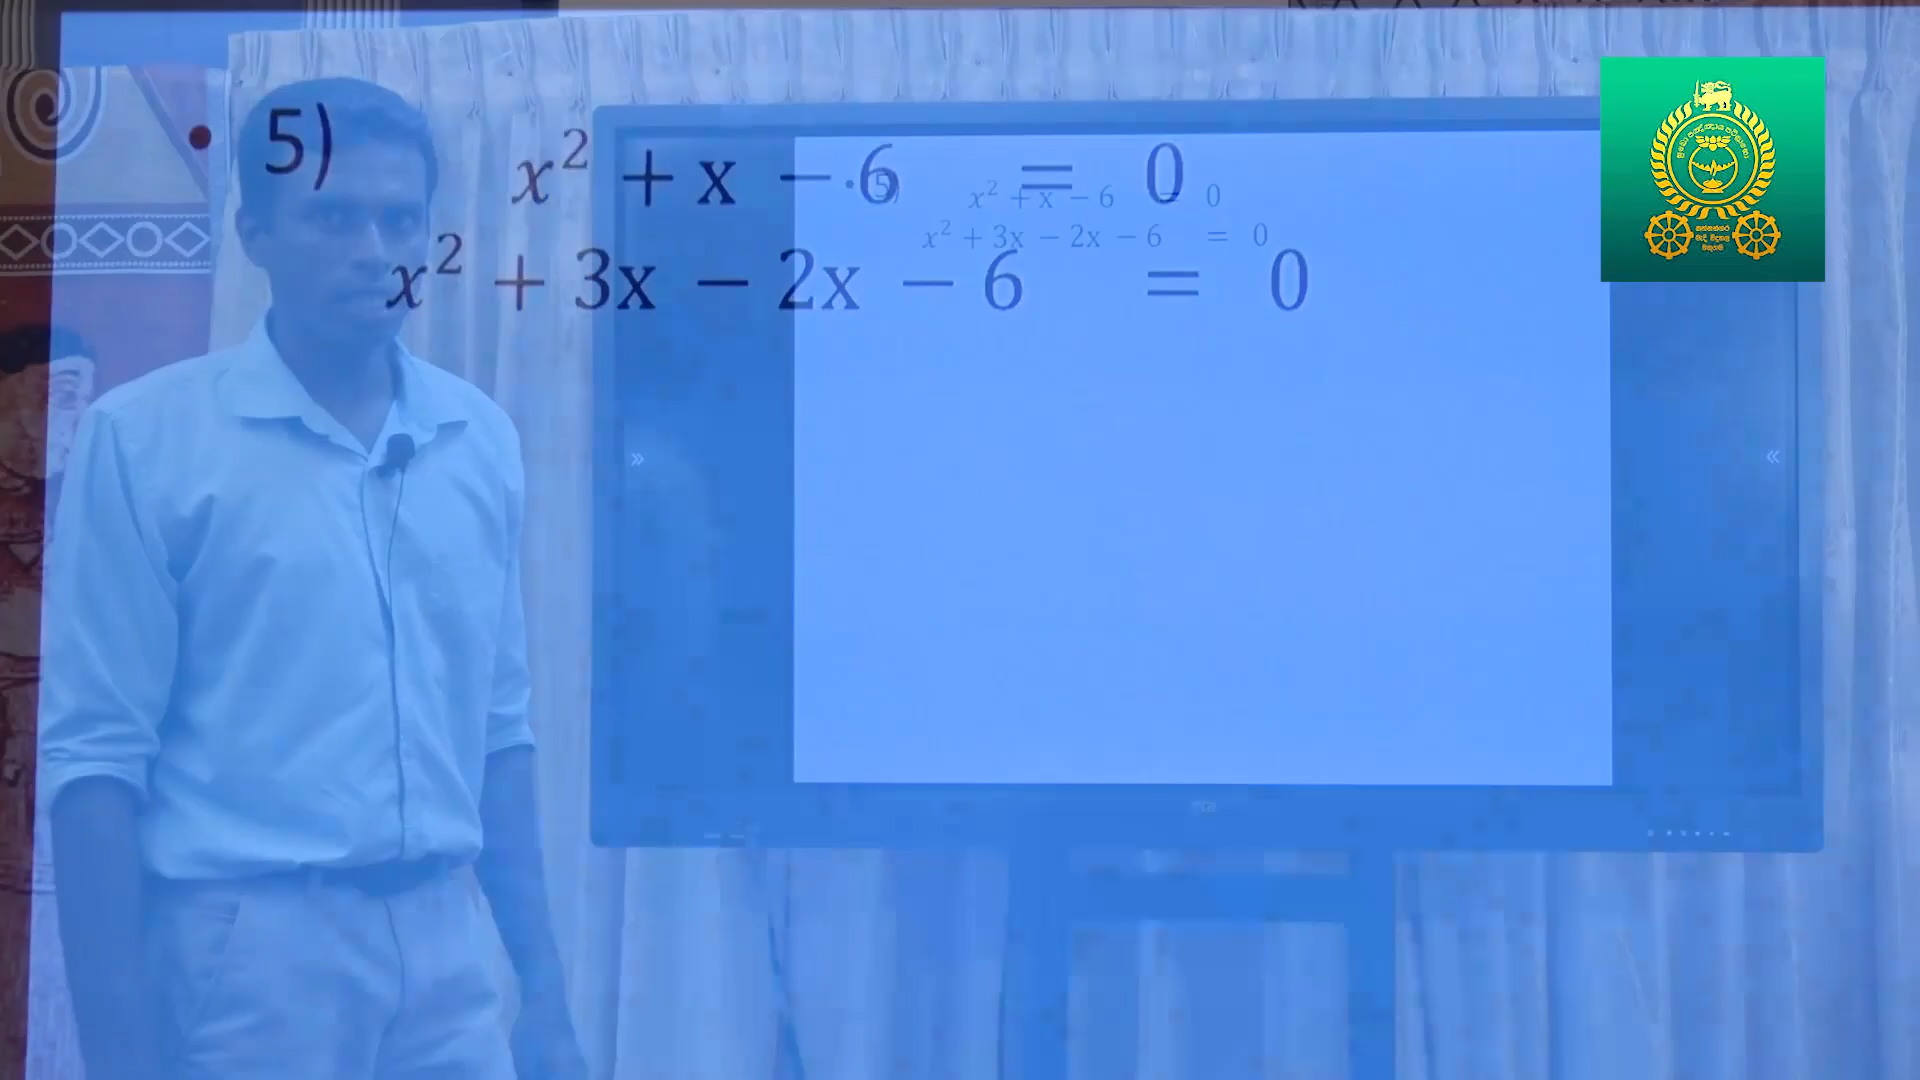 5) x² + x − 6 = 0
x² + 3x − 2x − 6 = 0
5) x² + x − 6 = 0
x² + 3x − 2x − 6 = 0